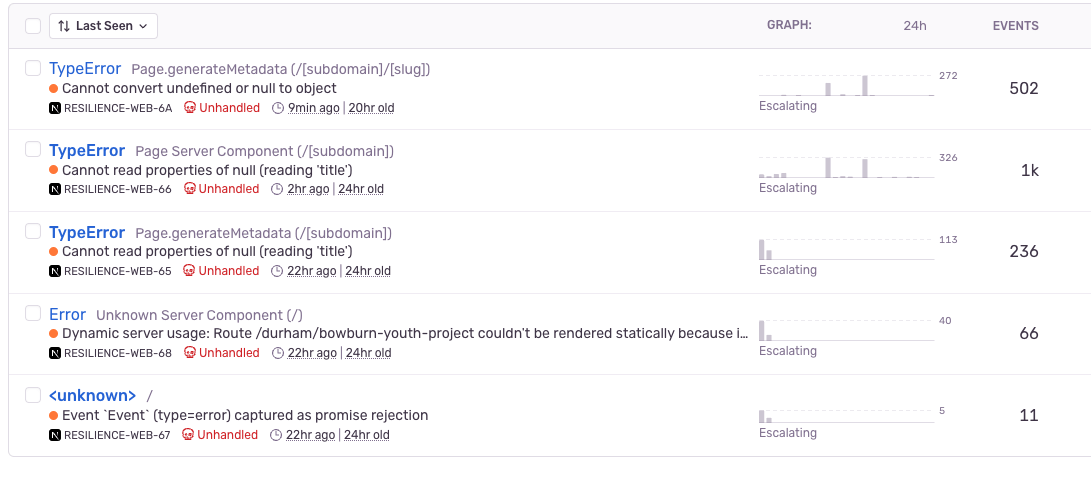 Last Seen GRAPH: 24h EVENTS
TypeError Page.generateMetadata (/[subdomain]/[slug])
Cannot convert undefined or null to object
RESILIENCE-WEB-6A Unhandled 9min ago | 20hr old
272
Escalating
502
TypeError Page Server Component (/[subdomain])
Cannot read properties of null (reading 'title')
RESILIENCE-WEB-66 Unhandled 2hr ago | 24hr old
326
Escalating
1k
TypeError Page.generateMetadata (/[subdomain])
Cannot read properties of null (reading 'title')
RESILIENCE-WEB-65 Unhandled 22hr ago | 24hr old
113
Escalating
236
Error Unknown Server Component (/)
Dynamic server usage: Route /durham/bowburn-youth-project couldn't be rendered statically because i…
RESILIENCE-WEB-68 Unhandled 22hr ago | 24hr old
40
Escalating
66
<unknown> /
Event `Event` (type=error) captured as promise rejection
RESILIENCE-WEB-67 Unhandled 22hr ago | 24hr old
5
Escalating
11